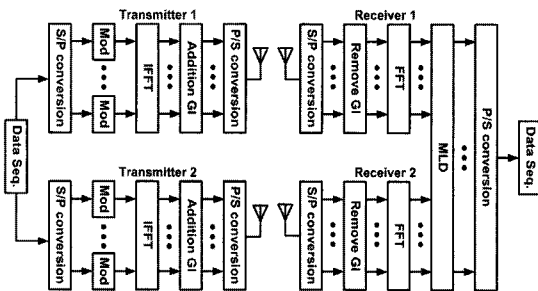 Transmitter 1
Receiver 1
Data Seq.
S/P conversion
Mod
Mod
IFFT
Addition GI
P/S conversion
S/P conversion
Remove GI
FFT
MLD
P/S conversion
Data Seq.
Transmitter 2
Receiver 2
S/P conversion
Mod
Mod
IFFT
Addition GI
P/S conversion
S/P conversion
Remove GI
FFT